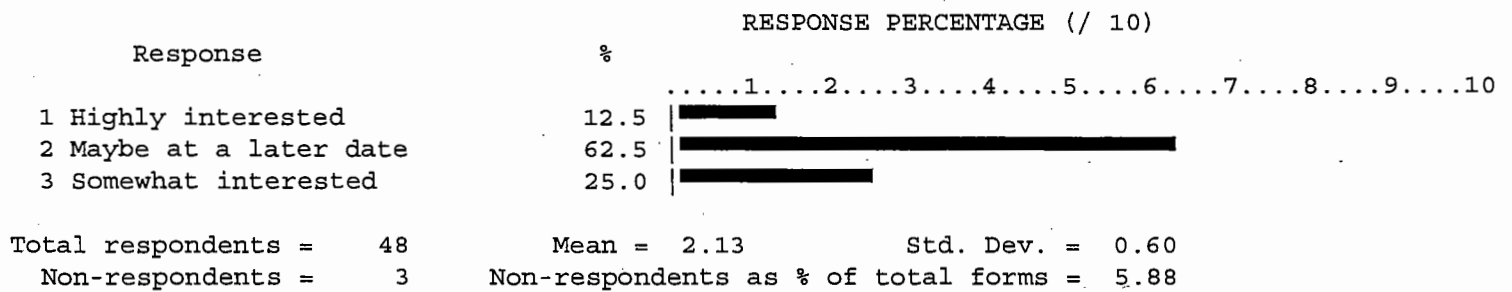 RESPONSE PERCENTAGE (/ 10)
Response %
.....1....2....3....4....5....6....7....8....9....10
1 Highly interested 12.5
2 Maybe at a later date 62.5
3 Somewhat interested 25.0
Total respondents = 48 Mean = 2.13 Std. Dev. = 0.60
Non-respondents = 3 Non-respondents as % of total forms = 5.88